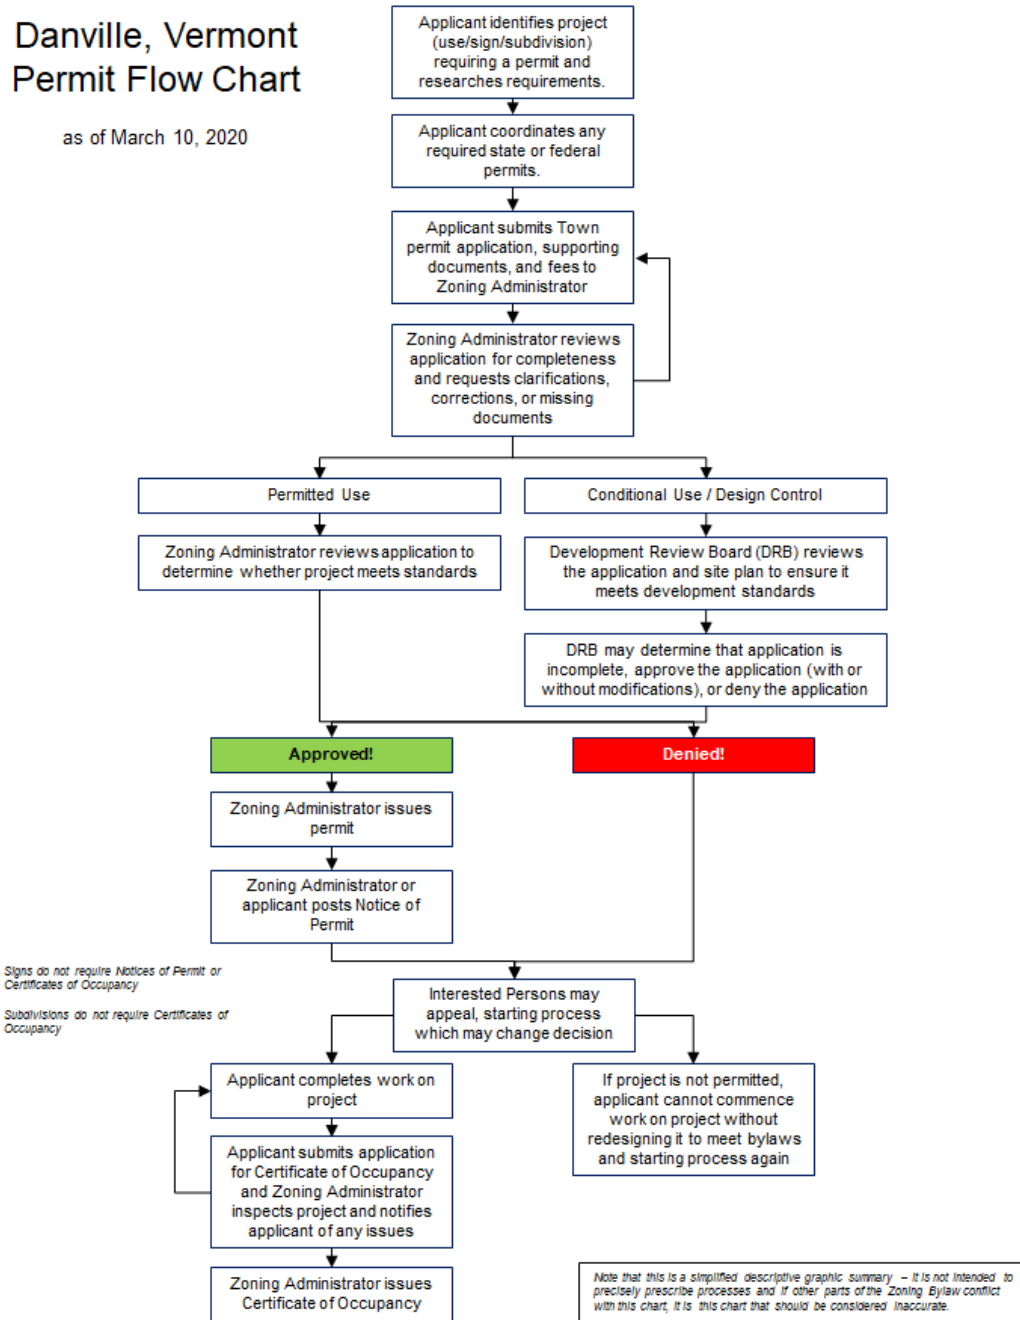 Danville, Vermont
Permit Flow Chart
as of March 10, 2020
Applicant identifies project
(use/sign/subdivision)
requiring a permit and
researches requirements.
Applicant coordinates any
required state or federal
permits.
Applicant submits Town
permit application, supporting
documents, and fees to
Zoning Administrator
Zoning Administrator reviews
application for completeness
and requests clarifications,
corrections, or missing
documents
Permitted Use
Conditional Use / Design Control
Zoning Administrator reviews application to
determine whether project meets standards
Development Review Board (DRB) reviews
the application and site plan to ensure it
meets development standards
DRB may determine that application is
incomplete, approve the application (with or
without modifications), or deny the application
Approved!
Denied!
Zoning Administrator issues
permit
Zoning Administrator or
applicant posts Notice of
Permit
Signs do not require Notices of Permit or
Certificates of Occupancy
Subdivisions do not require Certificates of
Occupancy
Interested Persons may
appeal, starting process
which may change decision
Applicant completes work on
project
If project is not permitted,
applicant cannot commence
work on project without
redesigning it to meet bylaws
and starting process again
Applicant submits application
for Certificate of Occupancy
and Zoning Administrator
inspects project and notifies
applicant of any issues
Zoning Administrator issues
Certificate of Occupancy
Note that this is a simplified descriptive graphic summary – it is not intended to
precisely prescribe processes and if other parts of the Zoning Bylaw conflict
with this chart, it is this chart that should be considered inaccurate.